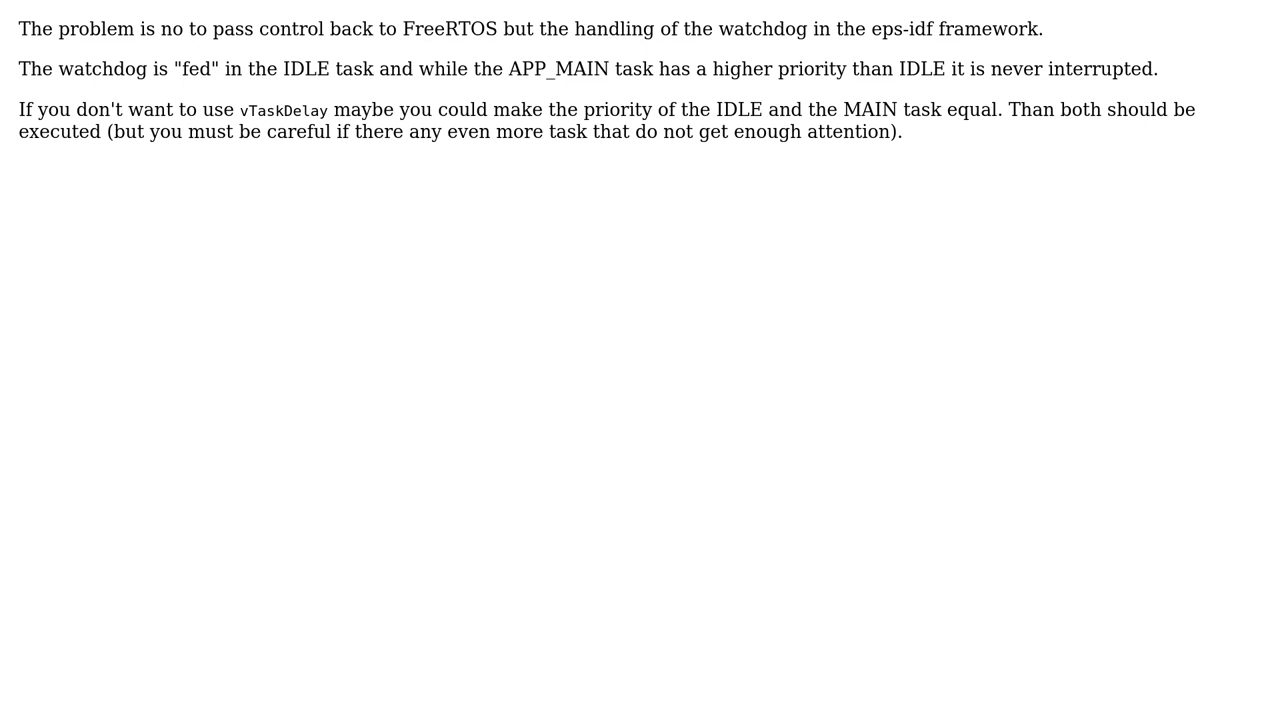 The problem is no to pass control back to FreeRTOS but the handling of the watchdog in the eps-idf framework.
The watchdog is "fed" in the IDLE task and while the APP_MAIN task has a higher priority than IDLE it is never interrupted.
If you don't want to use vTaskDelay maybe you could make the priority of the IDLE and the MAIN task equal. Than both should be
executed (but you must be careful if there any even more task that do not get enough attention).